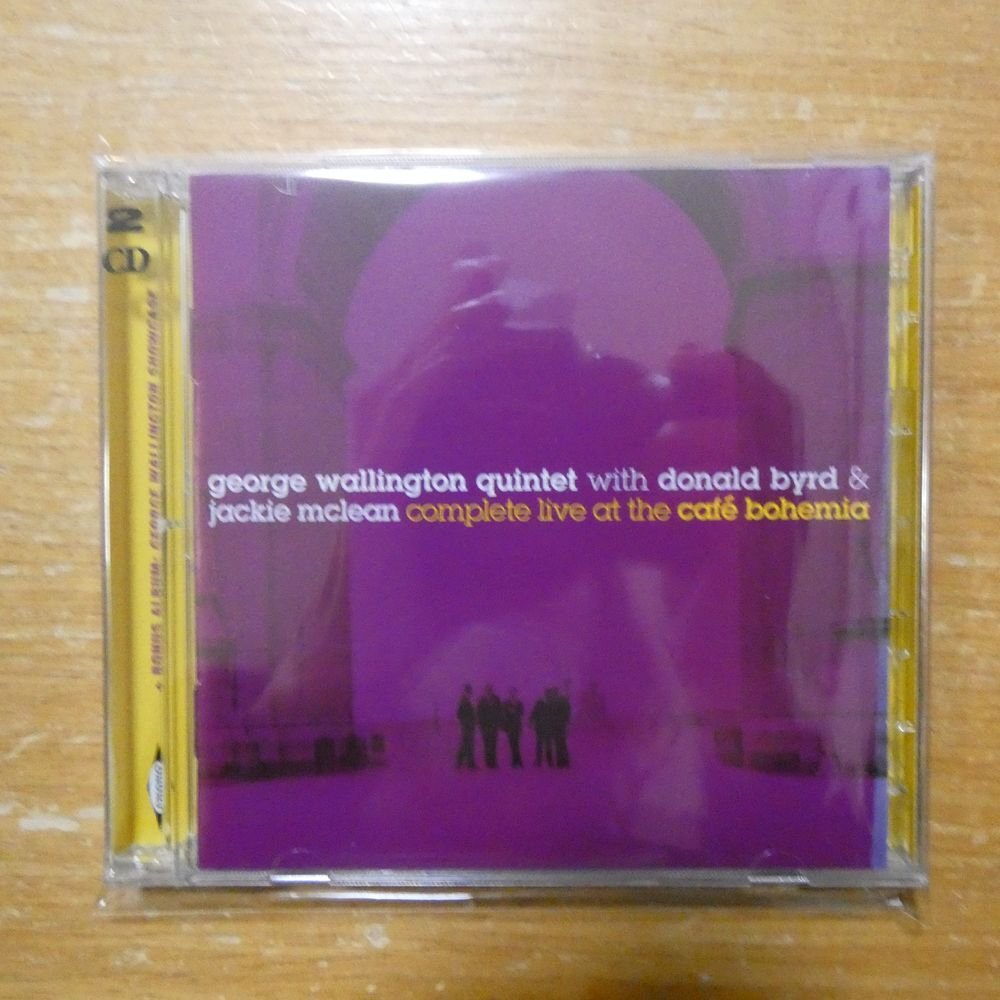 2
CD
+ BONUS ALBUM: GEORGE WALLINGTON SHOWCASE
george wallington quintet with donald byrd &
jackie mclean complete live at the café bohemia